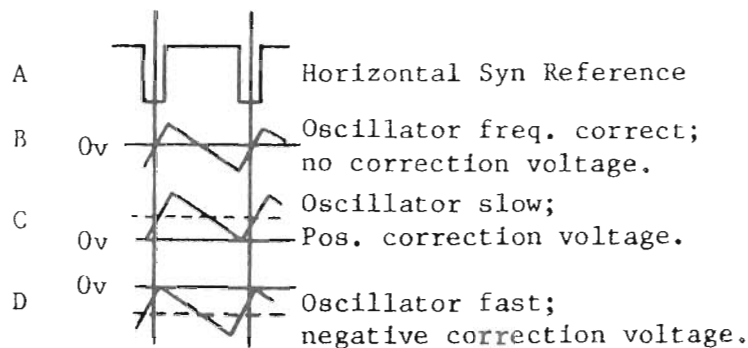 A Horizontal Syn Reference
B 0v Oscillator freq. correct;
no correction voltage.
C Oscillator slow;
0v Pos. correction voltage.
0v
D Oscillator fast;
negative correction voltage.